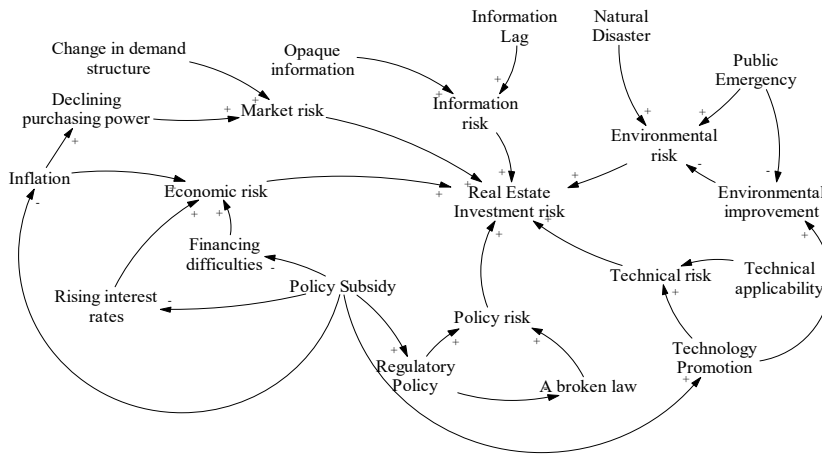 Information
Lag
Natural
Disaster
Change in demand
structure
Opaque
information
Public
Emergency
Declining
purchasing power
Market risk
Information
risk
Environmental
risk
Inflation
Economic risk
Real Estate
Investment risk
Environmental
improvement
Financing
difficulties
Technical risk
Technical
applicability
Rising interest
rates
Policy Subsidy
Policy risk
Regulatory
Policy
A broken law
Technology
Promotion